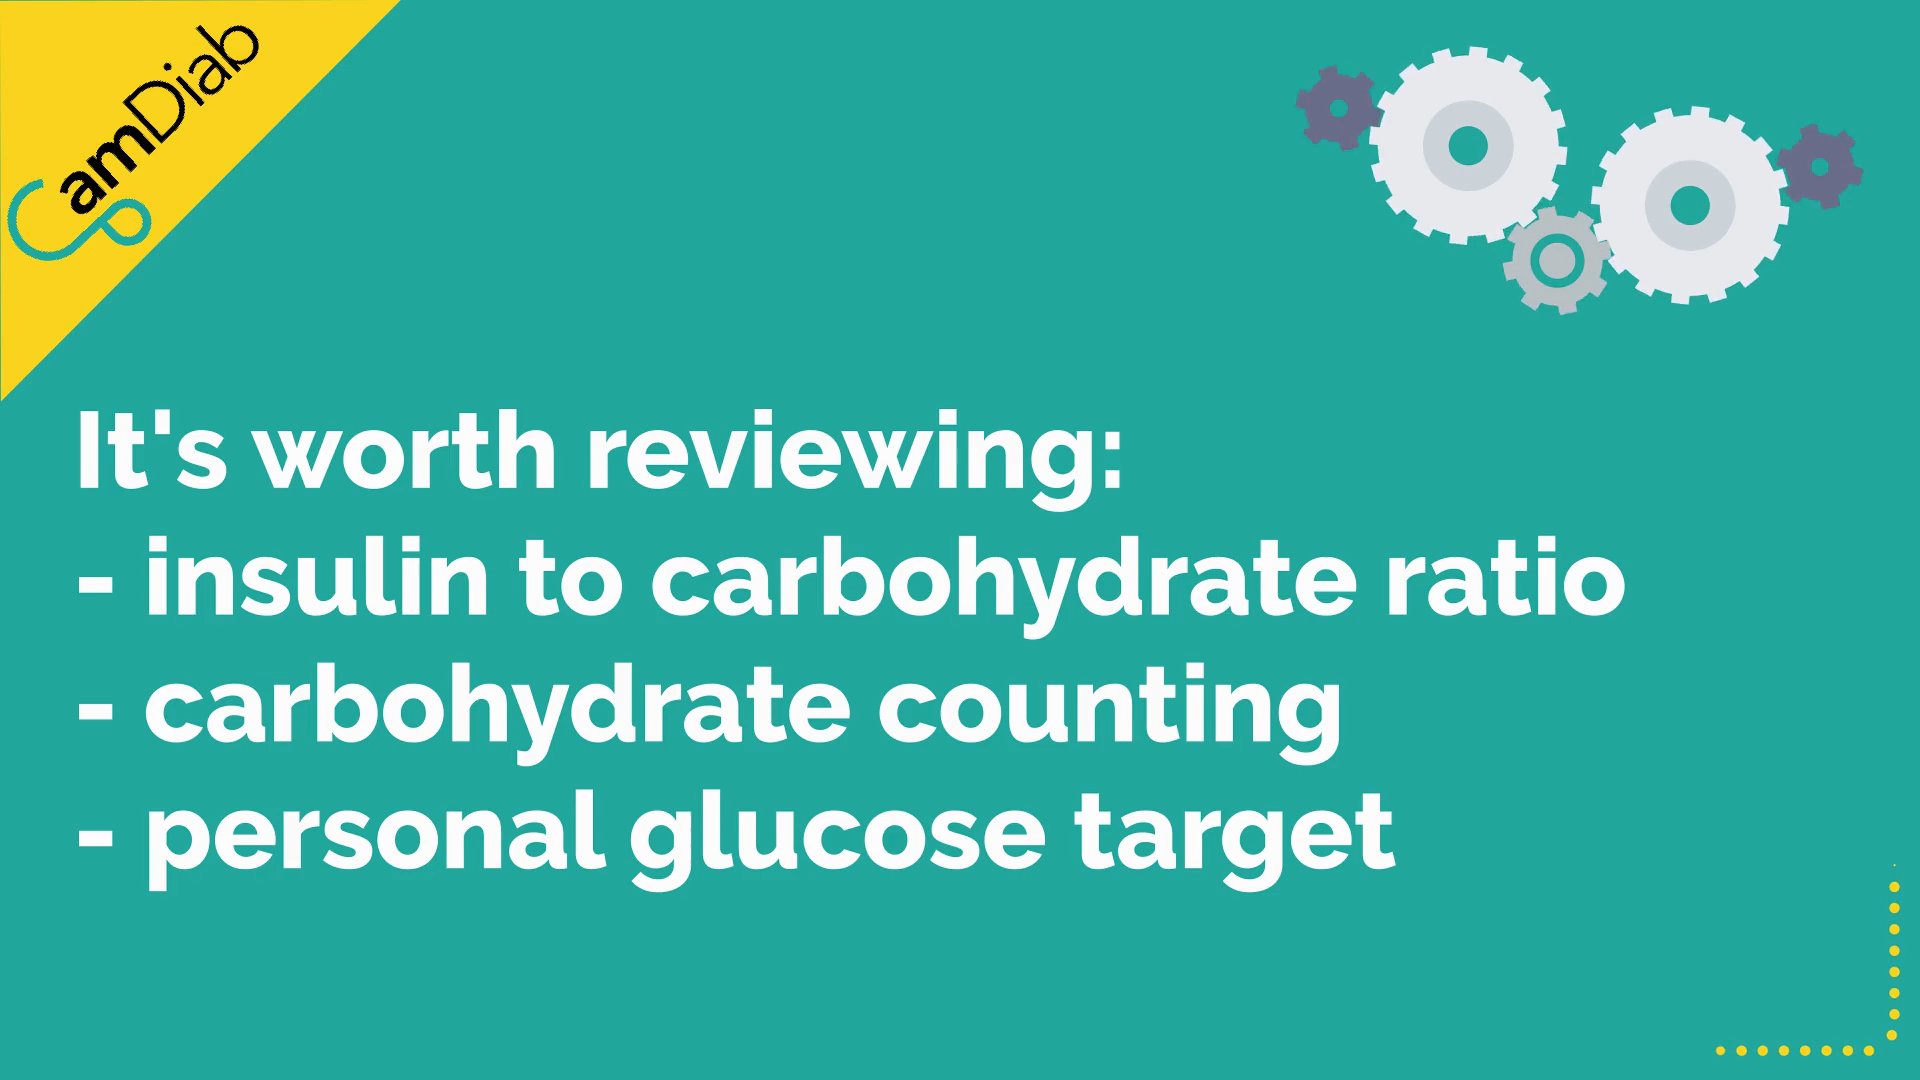 CamDiab
It's worth reviewing:
- insulin to carbohydrate ratio
- carbohydrate counting
- personal glucose target